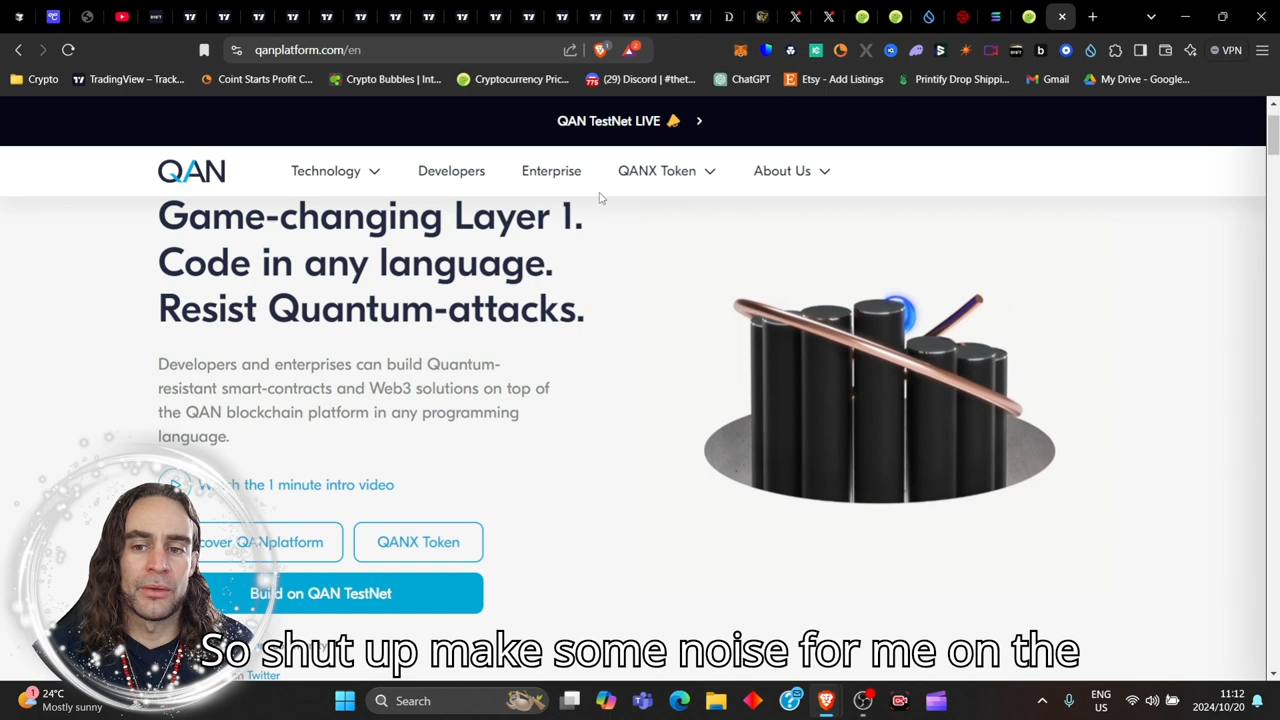 qanplatform.com/en
1
2
VPN
Crypto
TradingView – Track...
Coint Starts Profit C...
Crypto Bubbles | Int...
Cryptocurrency Pric...
(29) Discord | #thet...
ChatGPT
Etsy - Add Listings
Printify Drop Shippi...
Gmail
My Drive - Google...
QAN TestNet LIVE
QAN
Technology
Developers
Enterprise
QANX Token
About Us
Game-changing Layer 1.
Code in any language.
Resist Quantum-attacks.
Developers and enterprises can build Quantum-
resistant smart-contracts and Web3 solutions on top of
the QAN blockchain platform in any programming
language.
the 1 minute intro video
QANplatform
QANX Token
Build on QAN TestNet
Twitter
So shut up make some noise for me on the
1
24°C
Mostly sunny
Search
ENG
US
11:12
2024/10/20